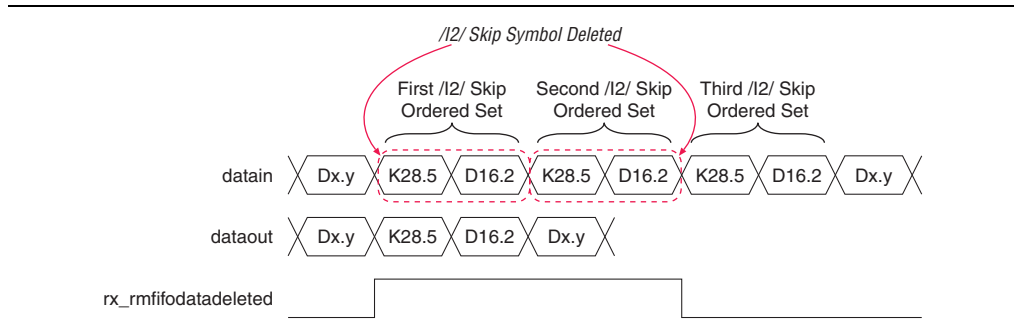 /I2/ Skip Symbol Deleted
First /I2/ Skip Ordered Set
Second /I2/ Skip Ordered Set
Third /I2/ Skip Ordered Set
datain Dx.y K28.5 D16.2 K28.5 D16.2 K28.5 D16.2 Dx.y
dataout Dx.y K28.5 D16.2 Dx.y
rx_rmfifodatadeleted